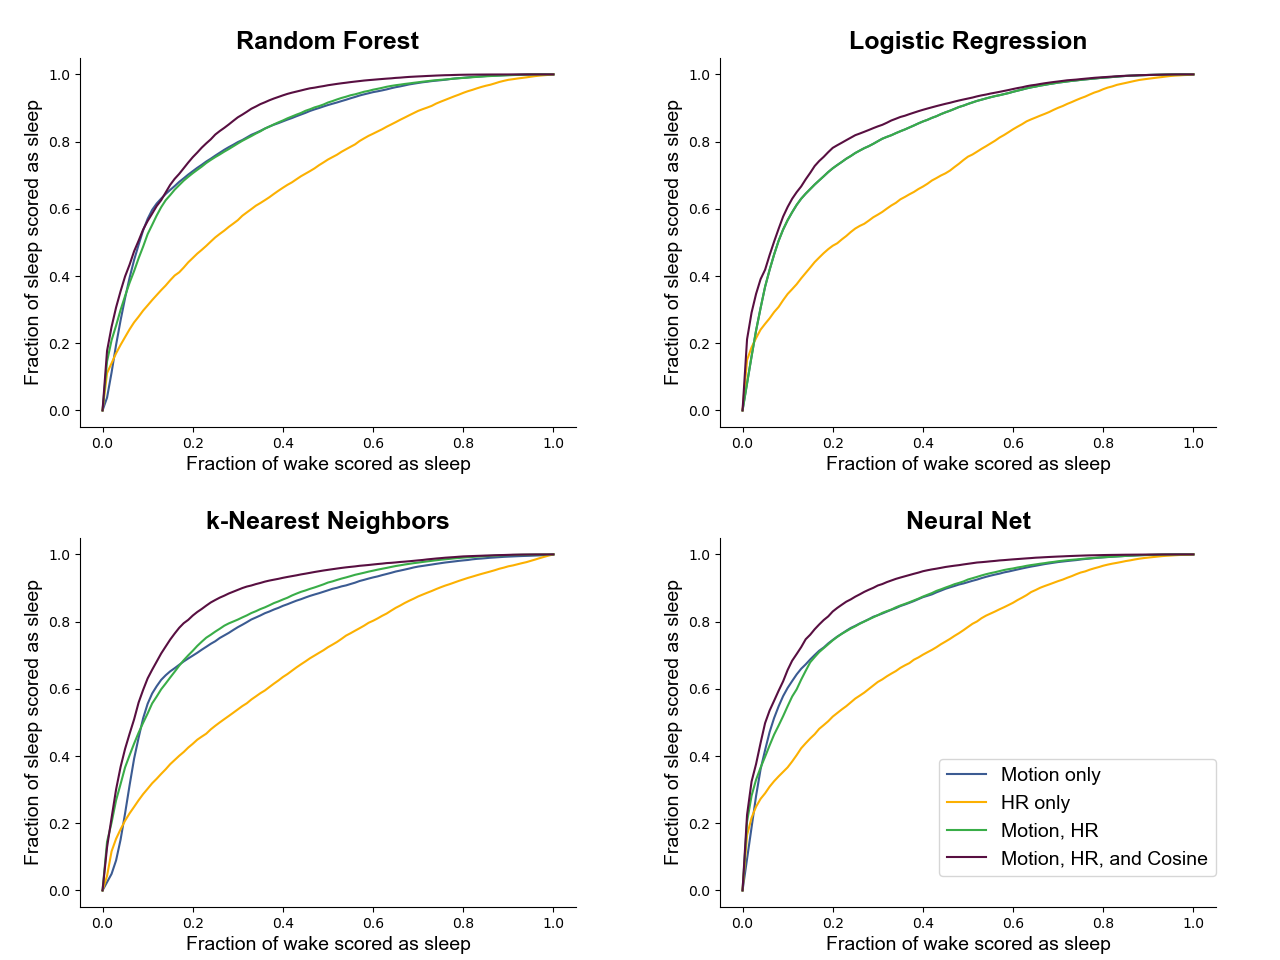 Random Forest
Fraction of sleep scored as sleep
1.0
0.8
0.6
0.4
0.2
0.0
0.0 0.2 0.4 0.6 0.8 1.0
Fraction of wake scored as sleep
Logistic Regression
Fraction of sleep scored as sleep
1.0
0.8
0.6
0.4
0.2
0.0
0.0 0.2 0.4 0.6 0.8 1.0
Fraction of wake scored as sleep
k-Nearest Neighbors
Fraction of sleep scored as sleep
1.0
0.8
0.6
0.4
0.2
0.0
0.0 0.2 0.4 0.6 0.8 1.0
Fraction of wake scored as sleep
Neural Net
Fraction of sleep scored as sleep
1.0
0.8
0.6
0.4
0.2
0.0
0.0 0.2 0.4 0.6 0.8 1.0
Fraction of wake scored as sleep
Motion only
HR only
Motion, HR
Motion, HR, and Cosine